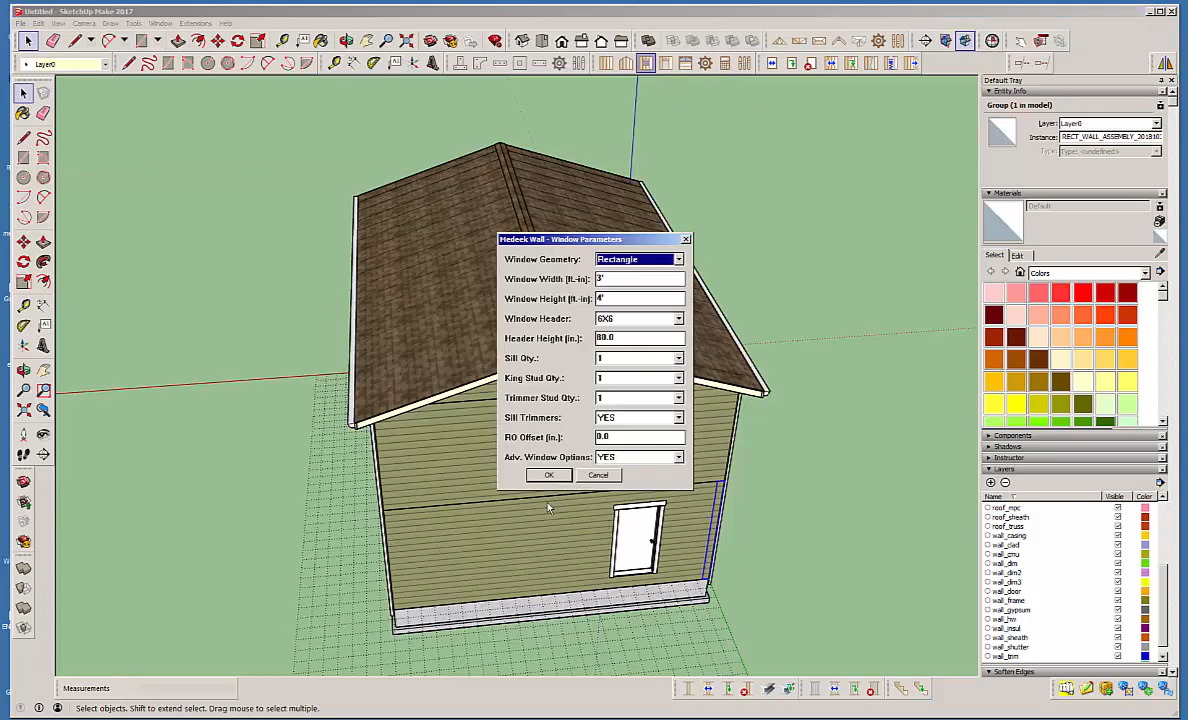 Untitled - SketchUp Make 2017
File Edit View Camera Draw Tools Window Extensions Help
Layer0
Default Tray
Entity Info
Group (1 in model)
Layer: Layer0
Instance: RECT_WALL_ASSEMBLY_2018102
Type: Type: <undefined>
Materials
Default
Select Edit
Colors
Medeek Wall - Window Parameters
Window Geometry: Rectangle
Window Width (ft.-in): 3'
Window Height (ft.-in): 4'
Window Header: 6X6
Header Height (in.): 80.0
Sill Qty.: 1
King Stud Qty.: 1
Trimmer Stud Qty.: 1
Sill Trimmers: YES
RO Offset (in.): 0.0
Adv. Window Options: YES
OK Cancel
Components
Shadows
Instructor
Layers
Name Visible Color
roof_mpc
roof_sheath
roof_truss
wall_casing
wall_clad
wall_cmu
wall_dim
wall_dim2
wall_dim3
wall_door
wall_frame
wall_gypsum
wall_hw
wall_insul
wall_sheath
wall_shutter
wall_trim
Soften Edges
Measurements
Select objects. Shift to extend select. Drag mouse to select multiple.